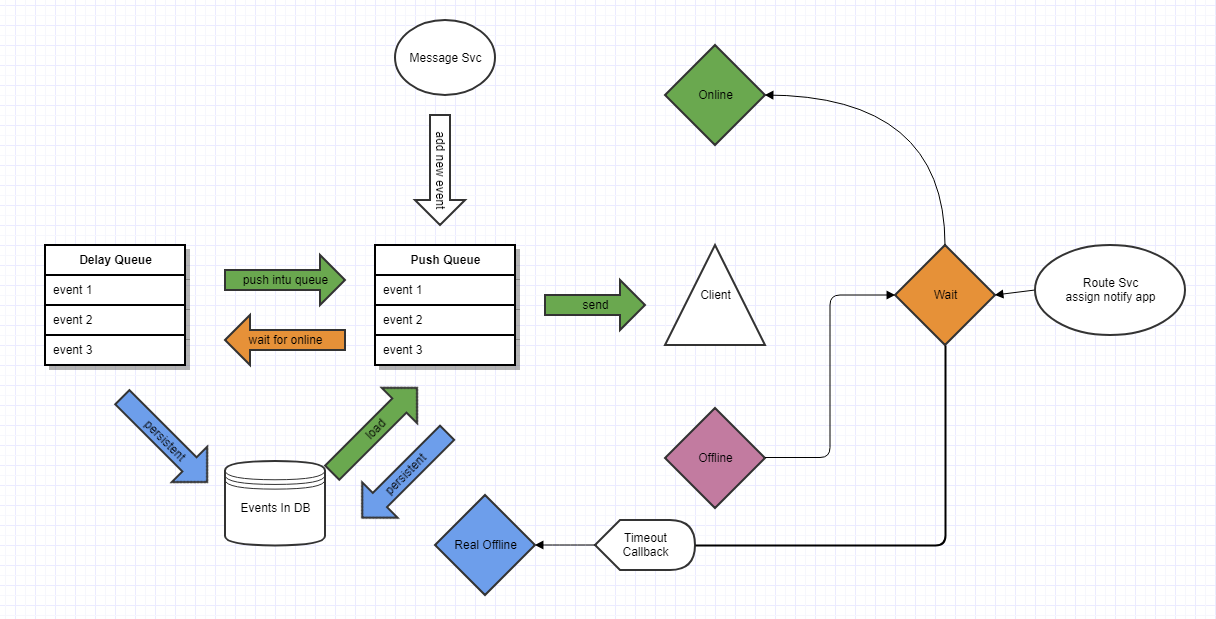 Message Svc
Online
add new event
Delay Queue
event 1
event 2
event 3
push intu queue
wait for online
Push Queue
event 1
event 2
event 3
send
Client
Wait
Route Svc
assign notify app
persistent
load
persistent
Offline
Events In DB
Real Offline
Timeout
Callback